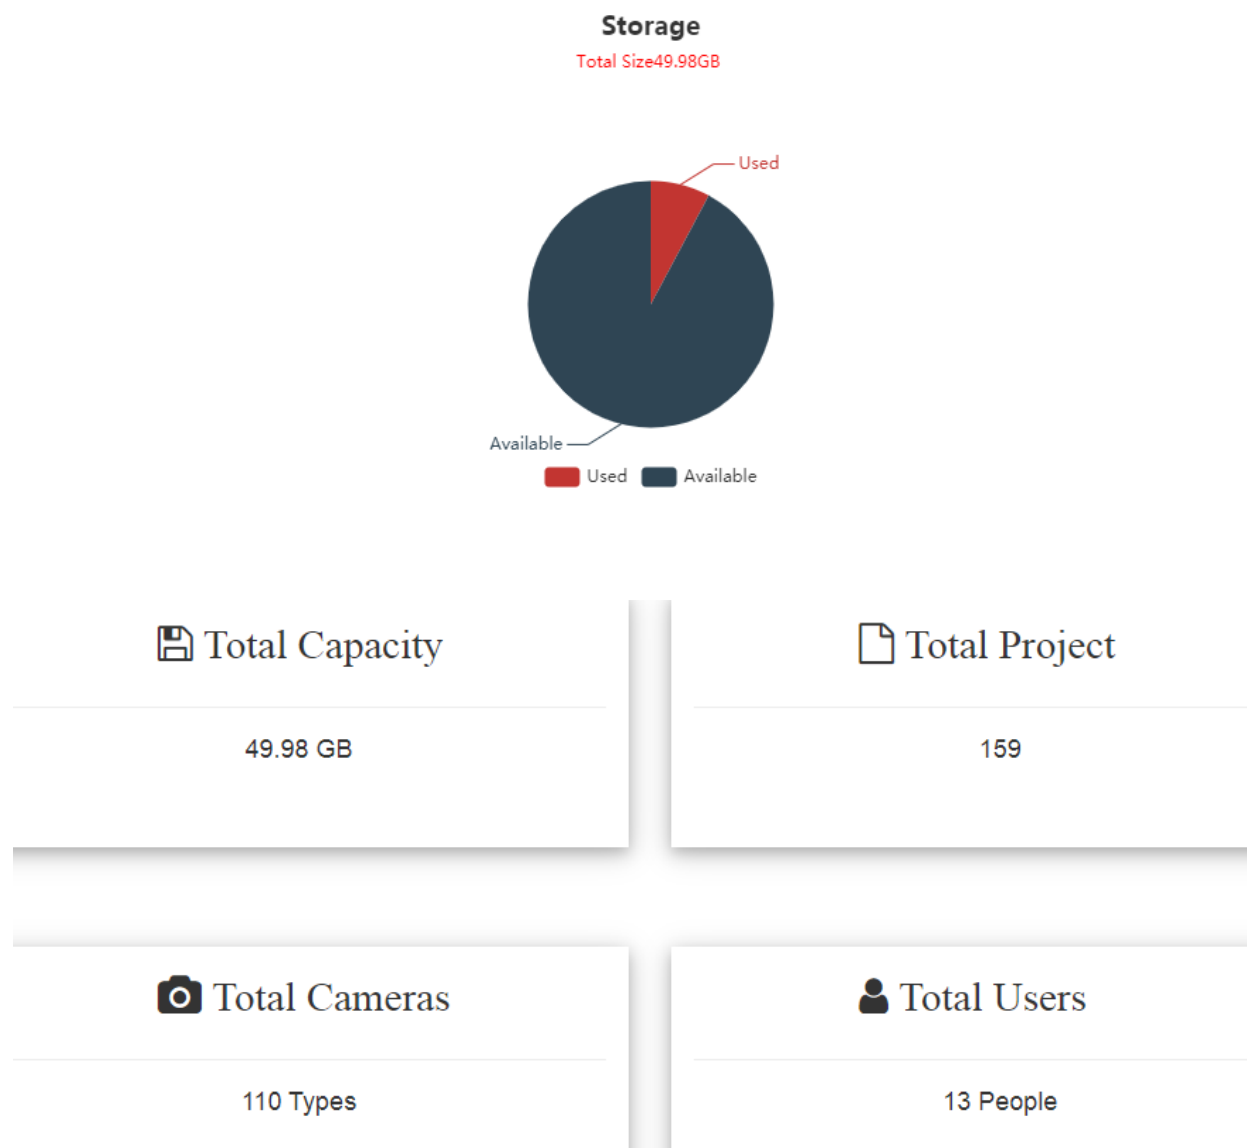 Storage
Total Size49.98GB
Used
Available
Used Available
Total Capacity
49.98 GB
Total Project
159
Total Cameras
110 Types
Total Users
13 People